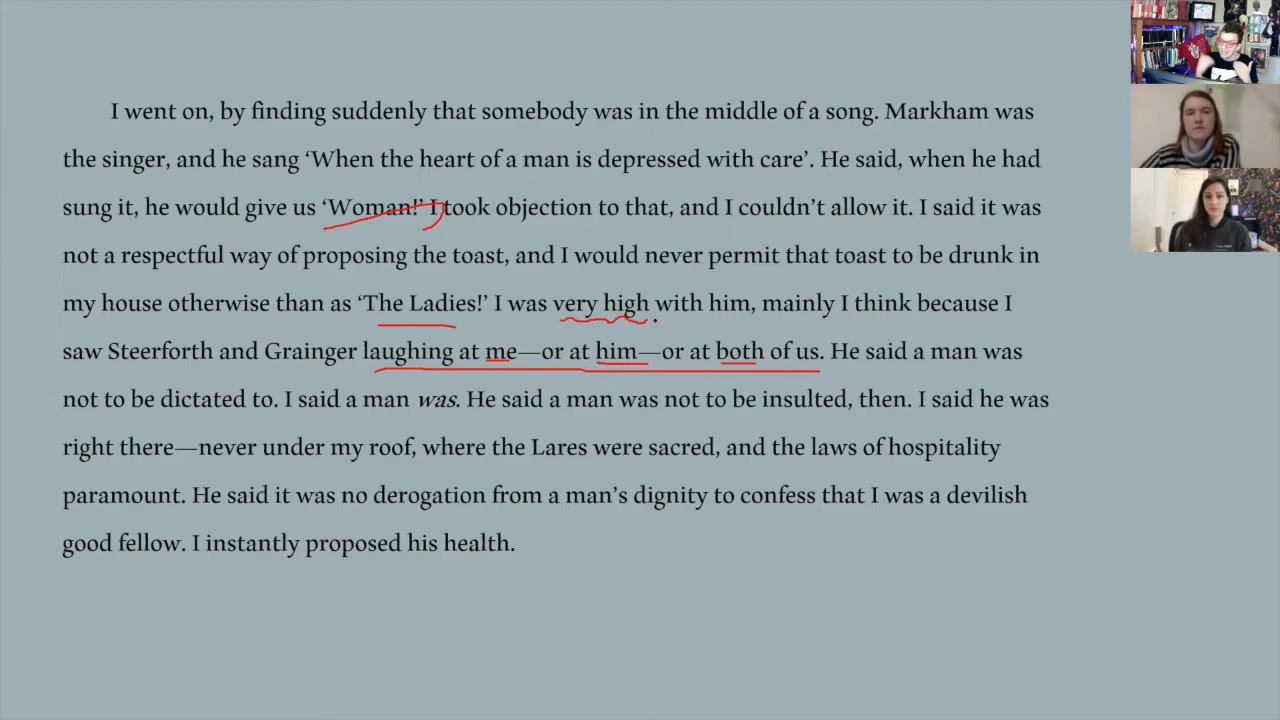 I went on, by finding suddenly that somebody was in the middle of a song. Markham was
the singer, and he sang ‘When the heart of a man is depressed with care’. He said, when he had
sung it, he would give us ‘Woman!’ I took objection to that, and I couldn’t allow it. I said it was
not a respectful way of proposing the toast, and I would never permit that toast to be drunk in
my house otherwise than as ‘The Ladies!’ I was very high with him, mainly I think because I
saw Steerforth and Grainger laughing at me—or at him—or at both of us. He said a man was
not to be dictated to. I said a man was. He said a man was not to be insulted, then. I said he was
right there—never under my roof, where the Lares were sacred, and the laws of hospitality
paramount. He said it was no derogation from a man’s dignity to confess that I was a devilish
good fellow. I instantly proposed his health.